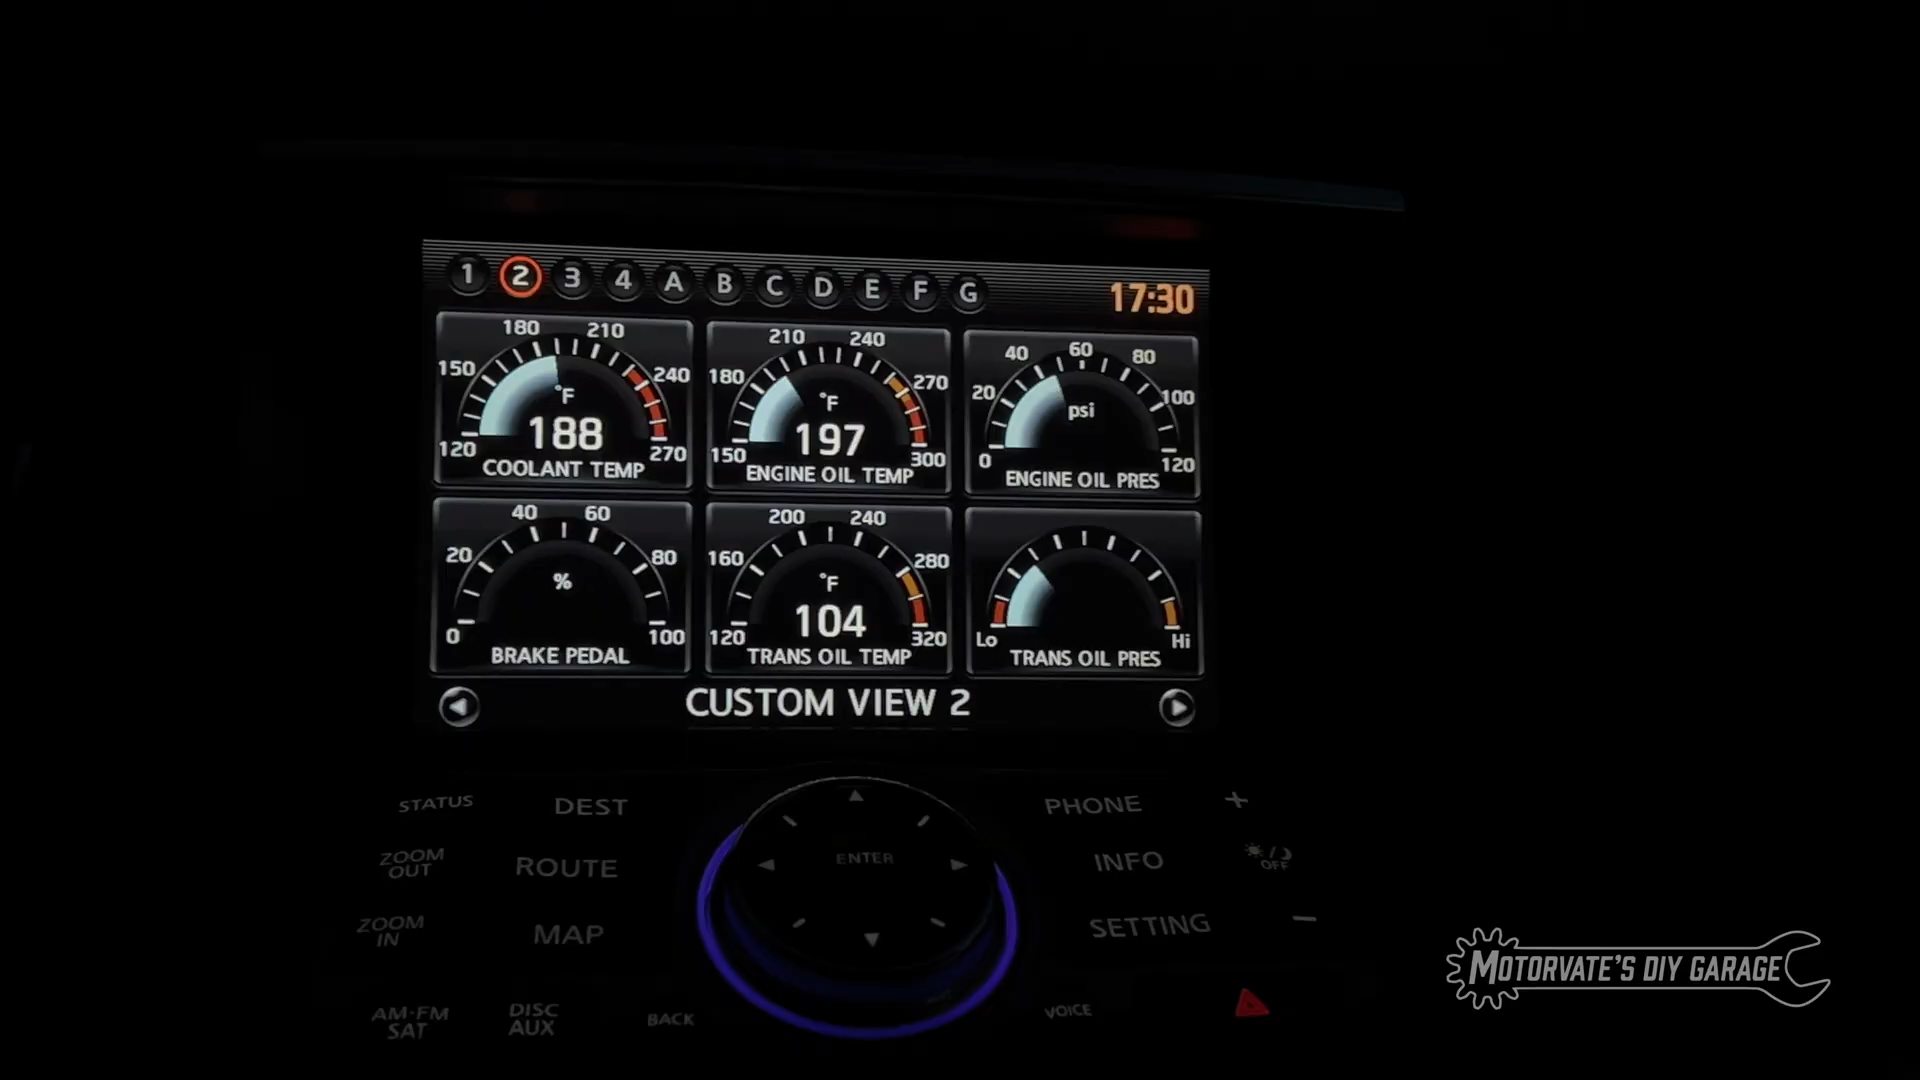 1 2 3 4 A B C D E F G
17:30
120 150 180 210 240 270
°F
188
COOLANT TEMP
150 180 210 240 270 300
°F
197
ENGINE OIL TEMP
0 20 40 60 80 100 120
psi
ENGINE OIL PRES
0 20 40 60 80 100
%
BRAKE PEDAL
120 160 200 240 280 320
°F
104
TRANS OIL TEMP
Lo Hi
TRANS OIL PRES
CUSTOM VIEW 2
STATUS
DEST
PHONE
+
ZOOM
OUT
ROUTE
ENTER
INFO
OFF
ZOOM
IN
MAP
SETTING
−
AM·FM
SAT
DISC
AUX
BACK
VOICE
MOTORVATE'S DIY GARAGE